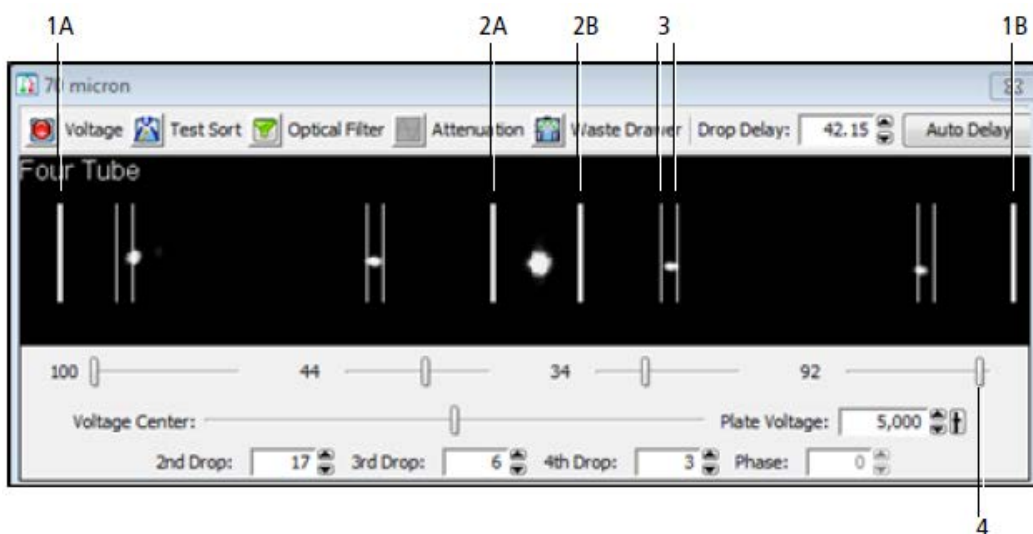 1A 2A 2B 3 1B
70 micron
Voltage Test Sort Optical Filter Attenuation Waste Drawer Drop Delay: 42.15 Auto Delay
Four Tube
100 44 34 92
Voltage Center: Plate Voltage: 5,000
2nd Drop: 17 3rd Drop: 6 4th Drop: 3 Phase: 0
4